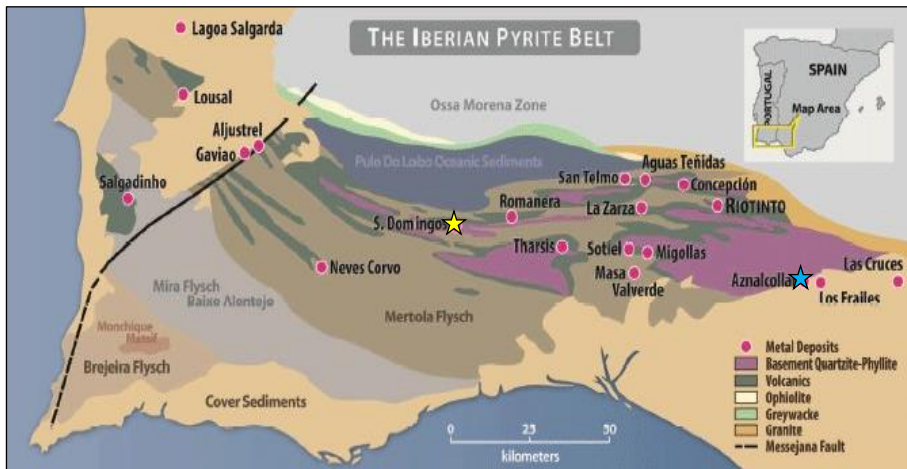 THE IBERIAN PYRITE BELT
Lagoa Salgarda
SPAIN
PORTUGAL
Map Area
Lousal
Ossa Morena Zone
Aljustrel
Gaviao
Pulo Do Lobo Oceanic Sediments
Aguas Teñidas
San Telmo
Concepción
Salgadinho
Romanera
La Zarza
RIOTINTO
S. Domingos
Tharsis
Sotiel
Migollas
Las Cruces
Neves Corvo
Masa
Valverde
Aznalcolla
Los Frailes
Mira Flysch
Baixo Alentejo
Mertola Flysch
Monchique
Massif
Brejeira Flysch
Cover Sediments
Metal Deposits
Basement Quartzite-Phyllite
Volcanics
Ophiolite
Greywacke
Granite
Messejana Fault
0 25 50
kilometers